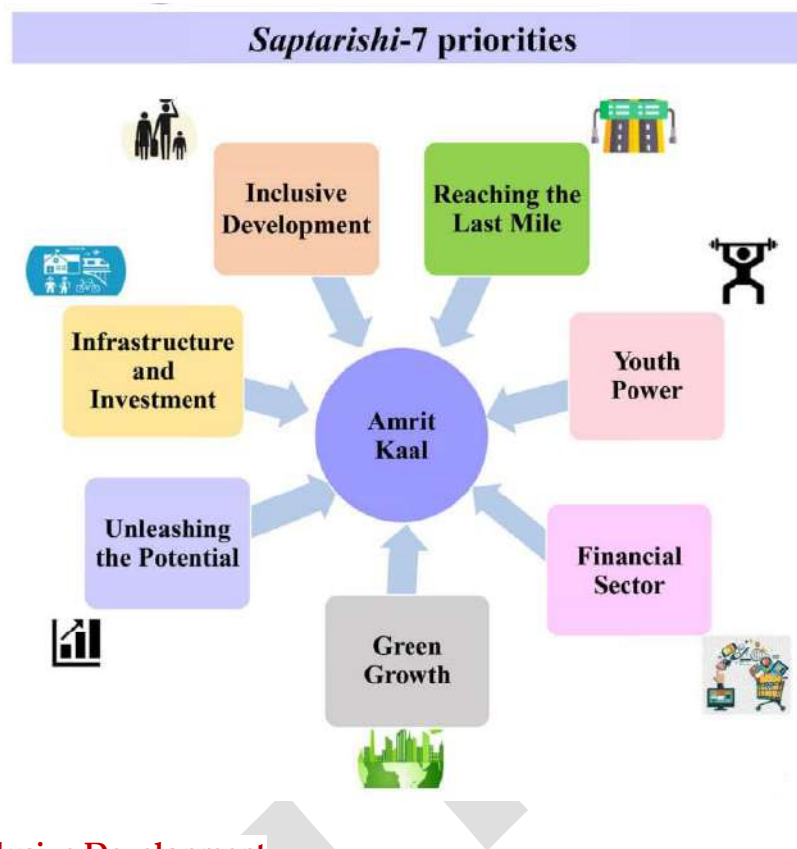 Saptarishi-7 priorities
Inclusive
Development
Reaching the
Last Mile
Infrastructure
and
Investment
Youth
Power
Amrit
Kaal
Unleashing
the Potential
Financial
Sector
Green
Growth